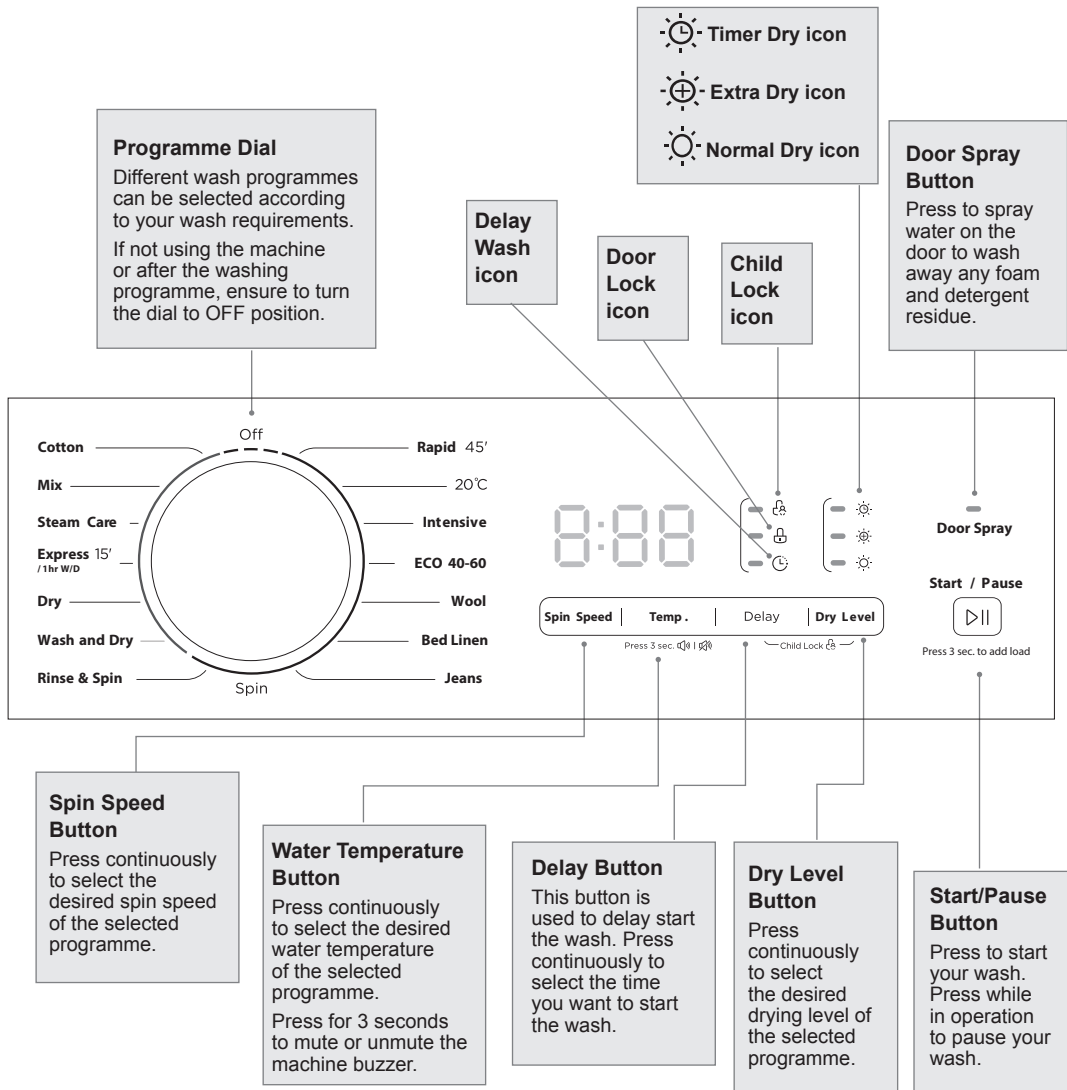 Timer Dry icon
Extra Dry icon
Normal Dry icon
Programme Dial
Different wash programmes
can be selected according
to your wash requirements.
If not using the machine
or after the washing
programme, ensure to turn
the dial to OFF position.
Delay
Wash
icon
Door
Lock
icon
Child
Lock
icon
Door Spray
Button
Press to spray
water on the
door to wash
away any foam
and detergent
residue.
Off
Cotton
Mix
Steam Care
Express 15'
/ 1hr W/D
Dry
Wash and Dry
Rinse & Spin
Spin
Rapid 45'
20°C
Intensive
ECO 40-60
Wool
Bed Linen
Jeans
8:88
Spin Speed
Temp.
Delay
Dry Level
Press 3 sec.
Child Lock
Door Spray
Start / Pause
Press 3 sec. to add load
Spin Speed
Button
Press continuously
to select the
desired spin speed
of the selected
programme.
Water Temperature
Button
Press continuously
to select the desired
water temperature
of the selected
programme.
Press for 3 seconds
to mute or unmute the
machine buzzer.
Delay Button
This button is
used to delay start
the wash. Press
continuously to
select the time
you want to start
the wash.
Dry Level
Button
Press
continuously
to select
the desired
drying level of
the selected
programme.
Start/Pause
Button
Press to start
your wash.
Press while
in operation
to pause your
wash.